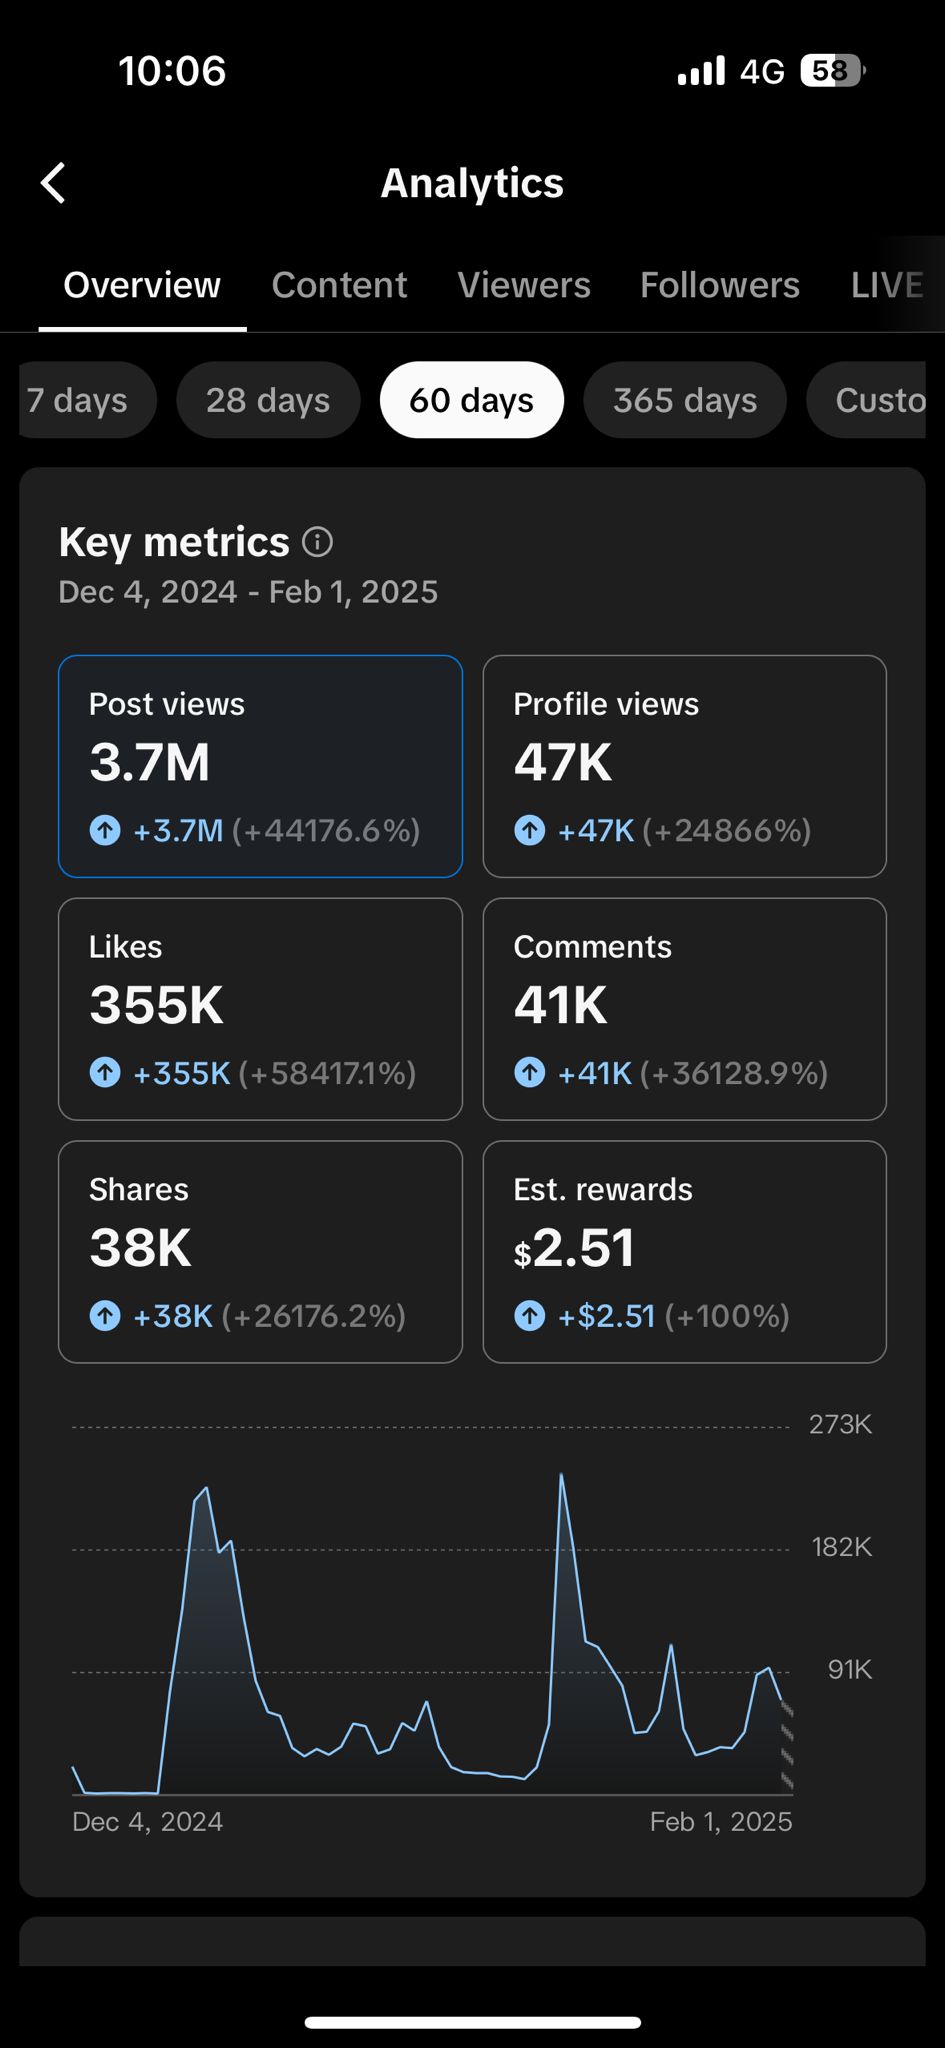 10:06 4G 58
Analytics
Overview Content Viewers Followers LIVE
7 days 28 days 60 days 365 days Custo
Key metrics
Dec 4, 2024 - Feb 1, 2025
Post views
3.7M
+3.7M (+44176.6%)
Profile views
47K
+47K (+24866%)
Likes
355K
+355K (+58417.1%)
Comments
41K
+41K (+36128.9%)
Shares
38K
+38K (+26176.2%)
Est. rewards
$2.51
+$2.51 (+100%)
273K
182K
91K
Dec 4, 2024 Feb 1, 2025